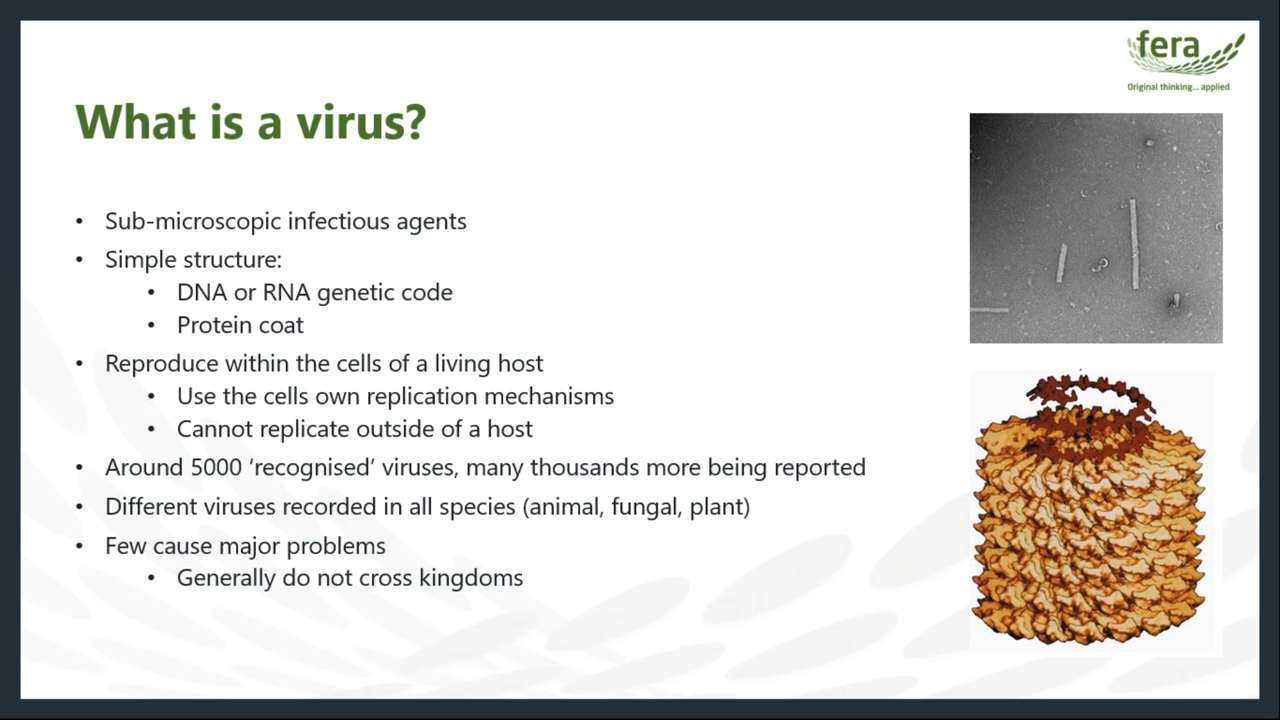 fera
Original thinking... applied
What is a virus?
• Sub-microscopic infectious agents
• Simple structure:
• DNA or RNA genetic code
• Protein coat
• Reproduce within the cells of a living host
• Use the cells own replication mechanisms
• Cannot replicate outside of a host
• Around 5000 ‘recognised’ viruses, many thousands more being reported
• Different viruses recorded in all species (animal, fungal, plant)
• Few cause major problems
• Generally do not cross kingdoms